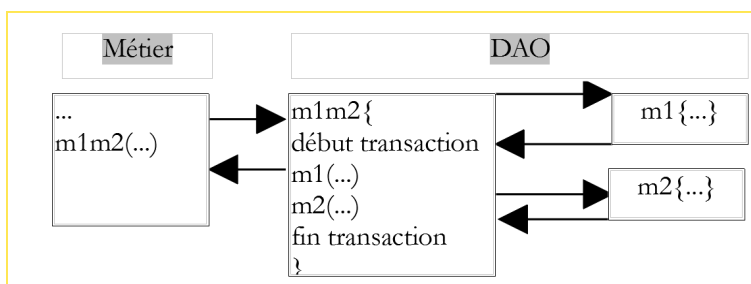 Métier
DAO
...
m1m2(...)
m1m2{
début transaction
m1(...)
m2(...)
fin transaction
}
m1{...}
m2{...}